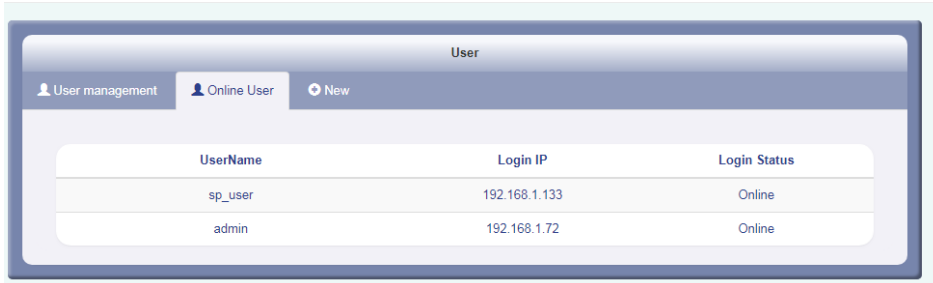 User
User management Online User New
UserName Login IP Login Status
sp_user 192.168.1.133 Online
admin 192.168.1.72 Online